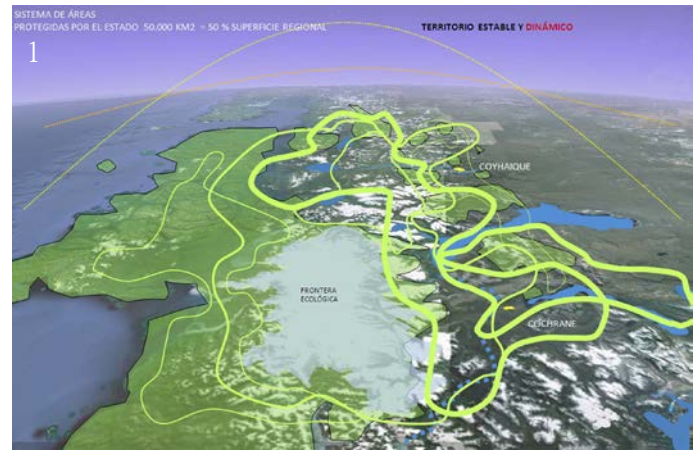 SISTEMA DE ÁREAS
PROTEGIDAS POR EL ESTADO 50.000 KM2 = 50 % SUPERFICIE REGIONAL
TERRITORIO ESTABLE Y DINÁMICO
1
COYHAIQUE
FRONTERA
ECOLÓGICA
COCHRANE